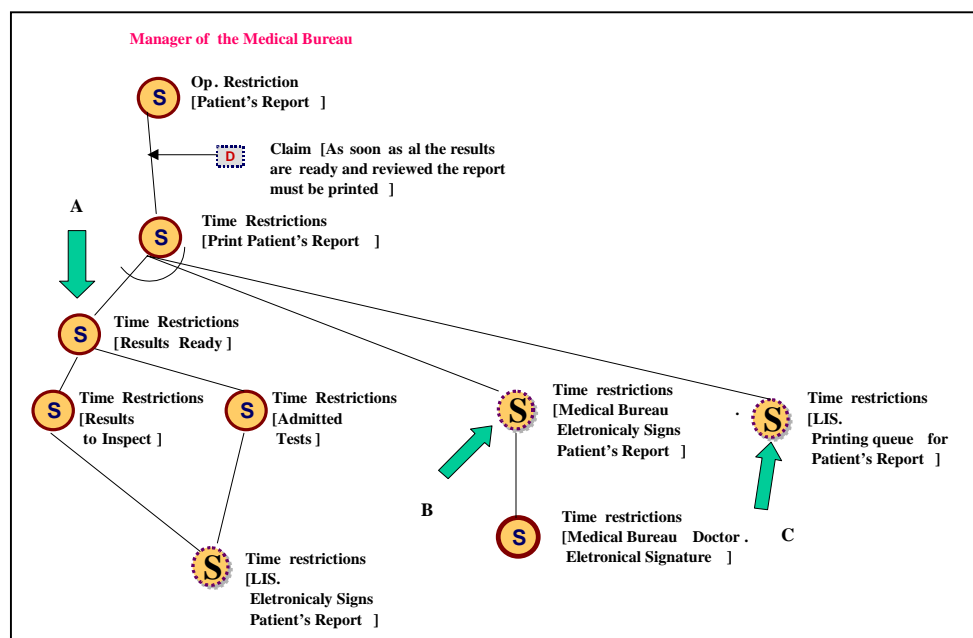 Manager of the Medical Bureau
S
Op. Restriction
[Patient's Report ]
D
Claim [As soon as al the results
are ready and reviewed the report
must be printed ]
A
S
Time Restrictions
[Print Patient's Report ]
S
Time Restrictions
[Results Ready ]
S
Time Restrictions
[Results
to Inspect ]
S
Time Restrictions
[Admitted
Tests ]
S
Time restrictions
[Medical Bureau .
Eletronicaly Signs
Patient's Report ]
S
Time restrictions
[LIS.
Printing queue for
Patient's Report ]
B
C
S
Time restrictions
[Medical Bureau Doctor .
Eletronical Signature ]
S
Time restrictions
[LIS.
Eletronicaly Signs
Patient's Report ]